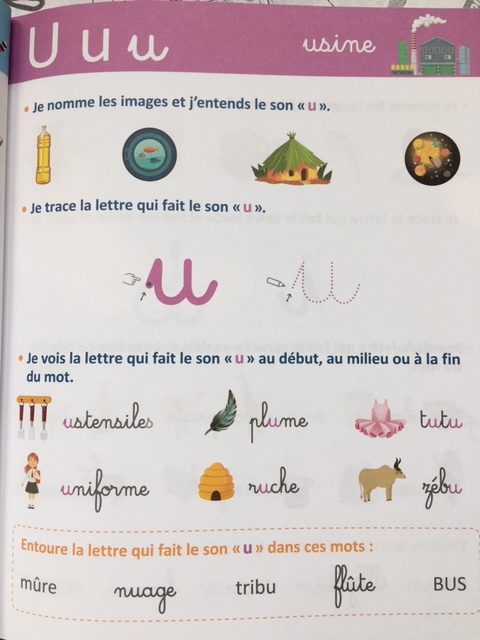 U u u usine
• Je nomme les images et j'entends le son « u ».
• Je trace la lettre qui fait le son « u ».
u u
• Je vois la lettre qui fait le son « u » au début, au milieu ou à la fin
du mot.
ustensiles plume tutu
uniforme ruche zébu
Entoure la lettre qui fait le son « u » dans ces mots :
mûre nuage tribu flûte BUS